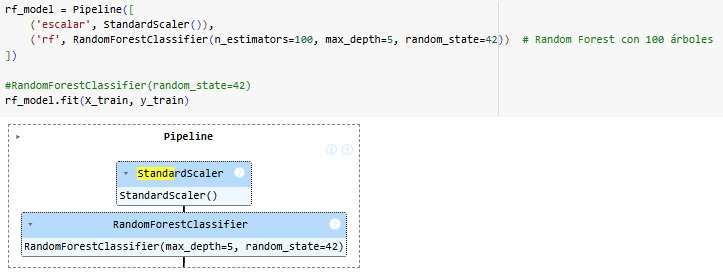 rf_model = Pipeline([
('escalar', StandardScaler()),
('rf', RandomForestClassifier(n_estimators=100, max_depth=5, random_state=42))  # Random Forest con 100 árboles
])
#RandomForestClassifier(random_state=42)
rf_model.fit(X_train, y_train)
Pipeline
i ?
StandardScaler ?
StandardScaler()
RandomForestClassifier ?
RandomForestClassifier(max_depth=5, random_state=42)